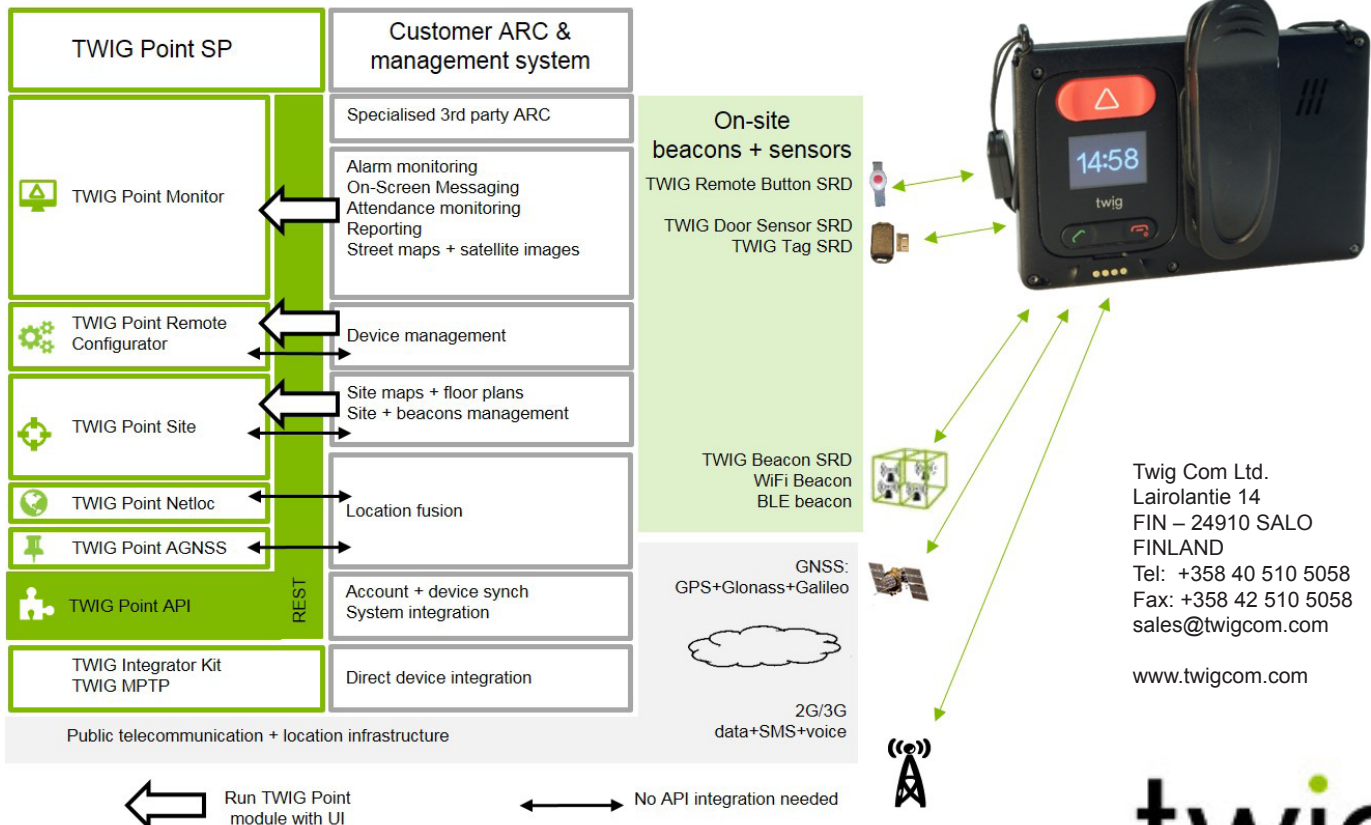 TWIG Point SP
Customer ARC &
management system
TWIG Point Monitor
Specialised 3rd party ARC
Alarm monitoring
On-Screen Messaging
Attendance monitoring
Reporting
Street maps + satellite images
TWIG Point Remote
Configurator
Device management
TWIG Point Site
Site maps + floor plans
Site + beacons management
TWIG Point Netloc
Location fusion
TWIG Point AGNSS
TWIG Point API
REST
Account + device synch
System integration
TWIG Integrator Kit
TWIG MPTP
Direct device integration
Public telecommunication + location infrastructure
Run TWIG Point
module with UI
No API integration needed
On-site
beacons + sensors
TWIG Remote Button SRD
TWIG Door Sensor SRD
TWIG Tag SRD
TWIG Beacon SRD
WiFi Beacon
BLE beacon
GNSS:
GPS+Glonass+Galileo
2G/3G
data+SMS+voice
14:58
twig
Twig Com Ltd.
Lairolantie 14
FIN – 24910 SALO
FINLAND
Tel: +358 40 510 5058
Fax: +358 42 510 5058
sales@twigcom.com
www.twigcom.com
twig